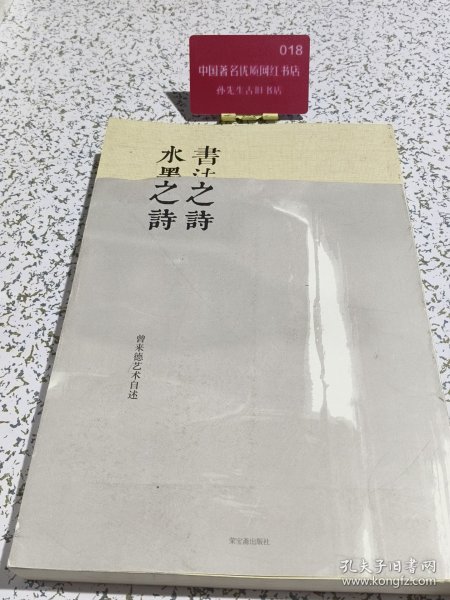 018
中国著名优质网红书店
孙先生古旧书店
書法之詩
水墨之詩
曾来德艺术自述
荣宝斋出版社
孔夫子旧书网
www.kongfz.com